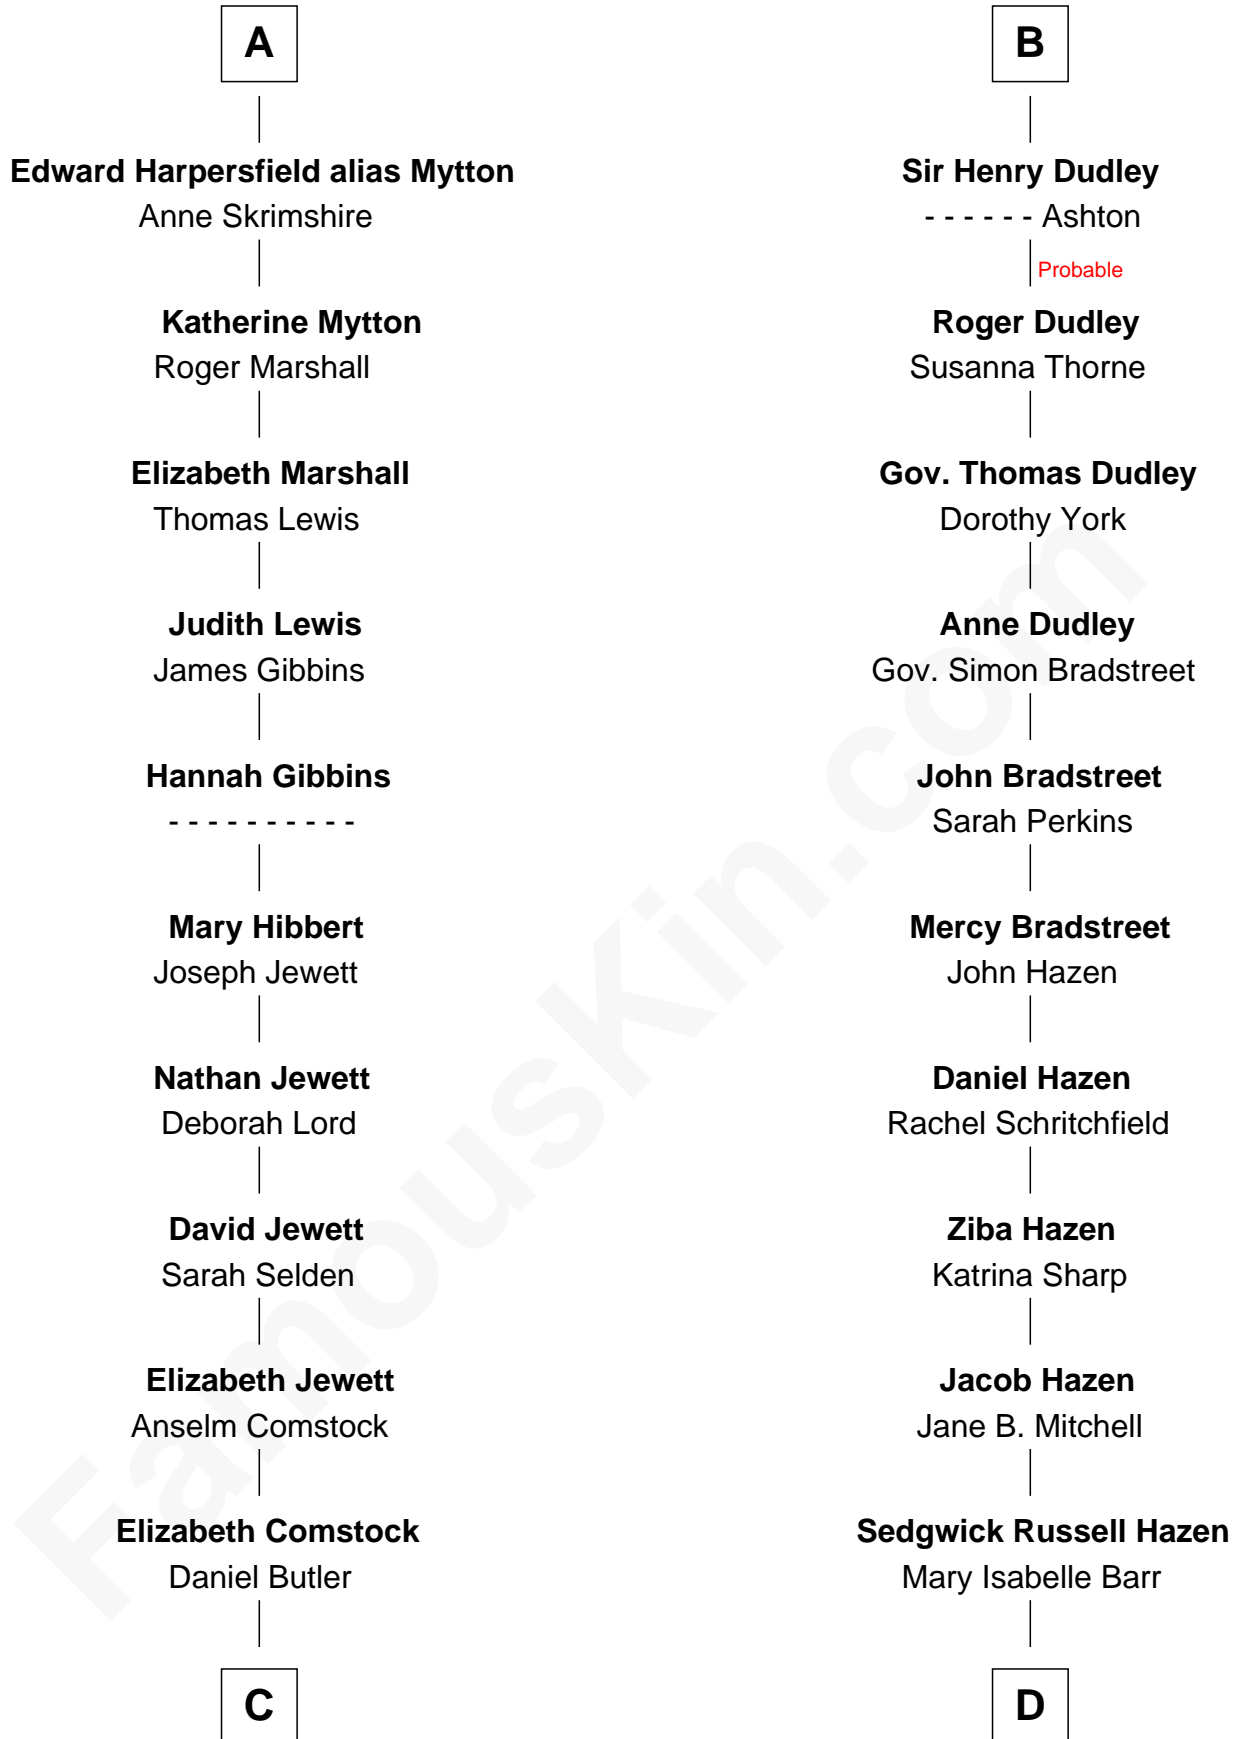 A
Edward Harpersfield alias Mytton
Anne Skrimshire
Katherine Mytton
Roger Marshall
Elizabeth Marshall
Thomas Lewis
Judith Lewis
James Gibbins
Hannah Gibbins
- - - - - - - - - -
Mary Hibbert
Joseph Jewett
Nathan Jewett
Deborah Lord
David Jewett
Sarah Selden
Elizabeth Jewett
Anselm Comstock
Elizabeth Comstock
Daniel Butler
C
B
Sir Henry Dudley
- - - - - - Ashton
Probable
Roger Dudley
Susanna Thorne
Gov. Thomas Dudley
Dorothy York
Anne Dudley
Gov. Simon Bradstreet
John Bradstreet
Sarah Perkins
Mercy Bradstreet
John Hazen
Daniel Hazen
Rachel Schritchfield
Ziba Hazen
Katrina Sharp
Jacob Hazen
Jane B. Mitchell
Sedgwick Russell Hazen
Mary Isabelle Barr
D
FamousKin.com